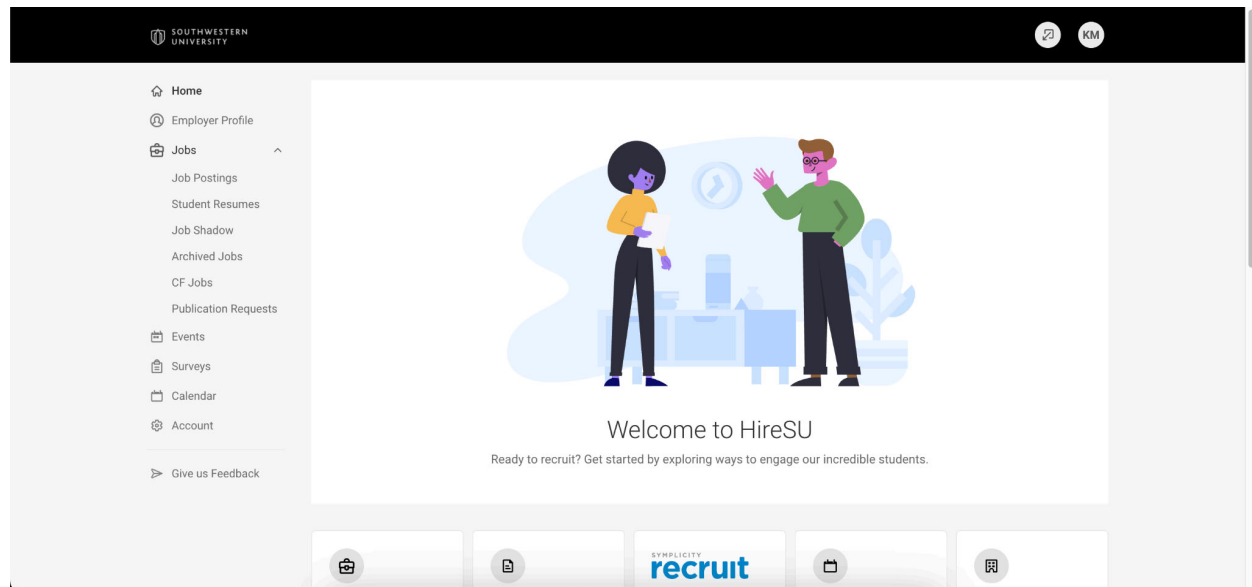 SOUTHWESTERN
UNIVERSITY
KM
Home
Employer Profile
Jobs
Job Postings
Student Resumes
Job Shadow
Archived Jobs
CF Jobs
Publication Requests
Events
Surveys
Calendar
Account
Give us Feedback
Welcome to HireSU
Ready to recruit? Get started by exploring ways to engage our incredible students.
SYMPLICITY
recruit